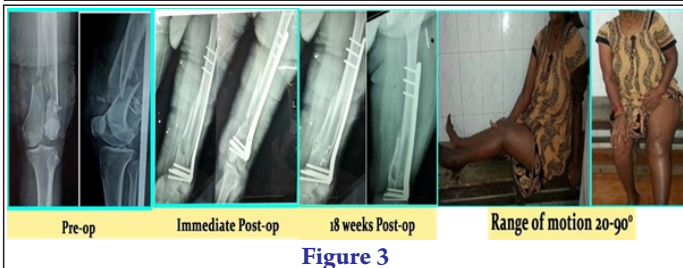 Pre-op
Immediate Post-op
18 weeks Post-op
Range of motion 20-90°
Figure 3